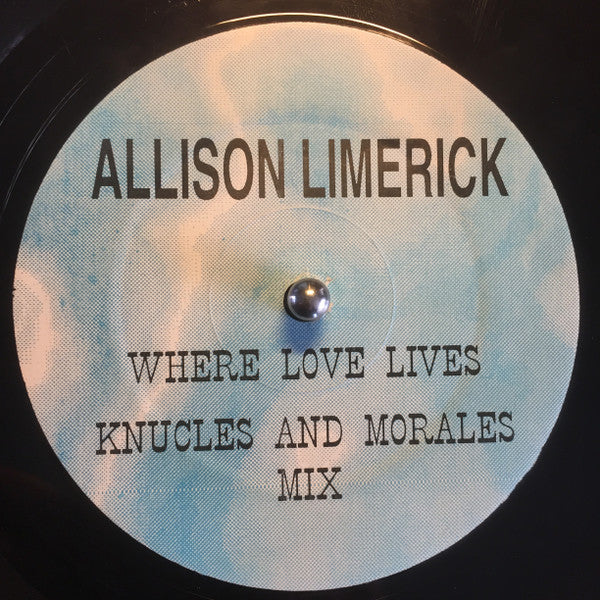 ALLISON LIMERICK
WHERE LOVE LIVES
KNUCLES AND MORALES
MIX